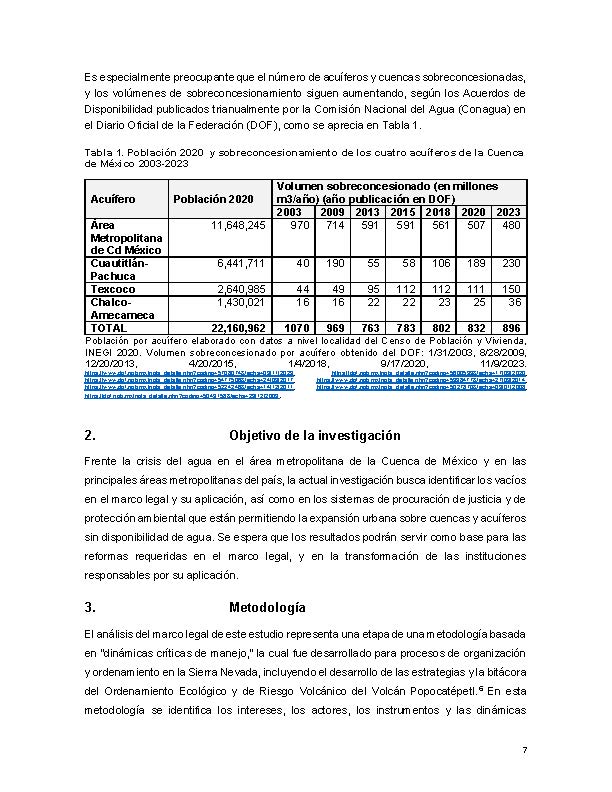 Es especialmente preocupante que el número de acuíferos y cuencas sobreconcesionadas,
y los volúmenes de sobreconcesionamiento siguen aumentando, según los Acuerdos de
Disponibilidad publicados trianualmente por la Comisión Nacional del Agua (Conagua) en
el Diario Oficial de la Federación (DOF), como se aprecia en Tabla 1.
Tabla 1. Población 2020 y sobreconcesionamiento de los cuatro acuíferos de la Cuenca
de México 2003-2023
Acuífero Población 2020 Volumen sobreconcesionado (en millones
m3/año) (año publicación en DOF)
2003 2009 2013 2015 2018 2020 2023
Área 11,648,245 970 714 591 591 561 507 480
Metropolitana
de Cd México
Cuautitlán- 6,441,711 40 190 55 58 106 189 230
Pachuca
Texcoco 2,640,985 44 49 95 112 112 111 150
Chalco- 1,430,021 16 16 22 22 23 25 36
Amecameca
TOTAL 22,160,962 1070 969 763 783 802 832 896
Población por acuífero elaborado con datos a nivel localidad del Censo de Población y Vivienda,
INEGI 2020. Volumen sobreconcesionado por acuífero obtenido del DOF: 1/31/2003, 8/28/2009,
12/20/2013, 4/20/2015, 1/4/2018, 9/17/2020, 11/9/2023.
2. Objetivo de la investigación
Frente la crisis del agua en el área metropolitana de la Cuenca de México y en las
principales áreas metropolitanas del país, la actual investigación busca identificar los vacíos
en el marco legal y su aplicación, así como en los sistemas de procuración de justicia y de
protección ambiental que están permitiendo la expansión urbana sobre cuencas y acuíferos
sin disponibilidad de agua. Se espera que los resultados podrán servir como base para las
reformas requeridas en el marco legal, y en la transformación de las instituciones
responsables por su aplicación.
3. Metodología
El análisis del marco legal de este estudio representa una etapa de una metodología basada
en "dinámicas críticas de manejo," la cual fue desarrollado para procesos de organización
y ordenamiento en la Sierra Nevada, incluyendo el desarrollo de las estrategias y la bitácora
del Ordenamiento Ecológico y de Riesgo Volcánico del Volcán Popocatépetl.⁶ En esta
metodología se identifica los intereses, los actores, los instrumentos y las dinámicas
7